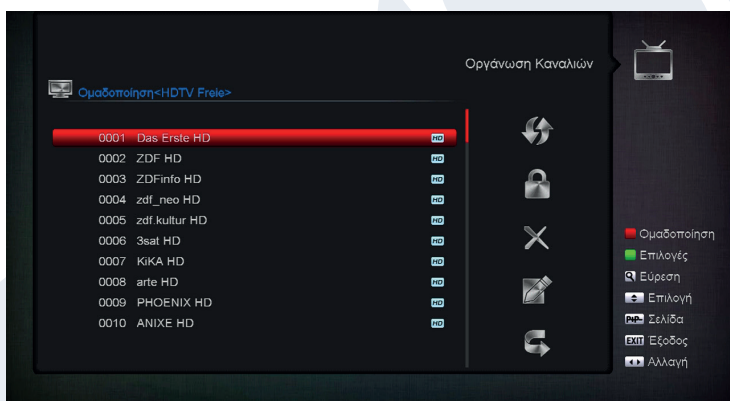 Οργάνωση Καναλιών
Ομαδοποίηση<HDTV Freie>
0001 Das Erste HD HD
0002 ZDF HD HD
0003 ZDFinfo HD HD
0004 zdf_neo HD HD
0005 zdf.kultur HD HD
0006 3sat HD HD
0007 KiKA HD HD
0008 arte HD HD
0009 PHOENIX HD HD
0010 ANIXE HD HD
Ομαδοποίηση
Επιλογές
Εύρεση
Επιλογή
P+P- Σελίδα
EXIT Έξοδος
Αλλαγή